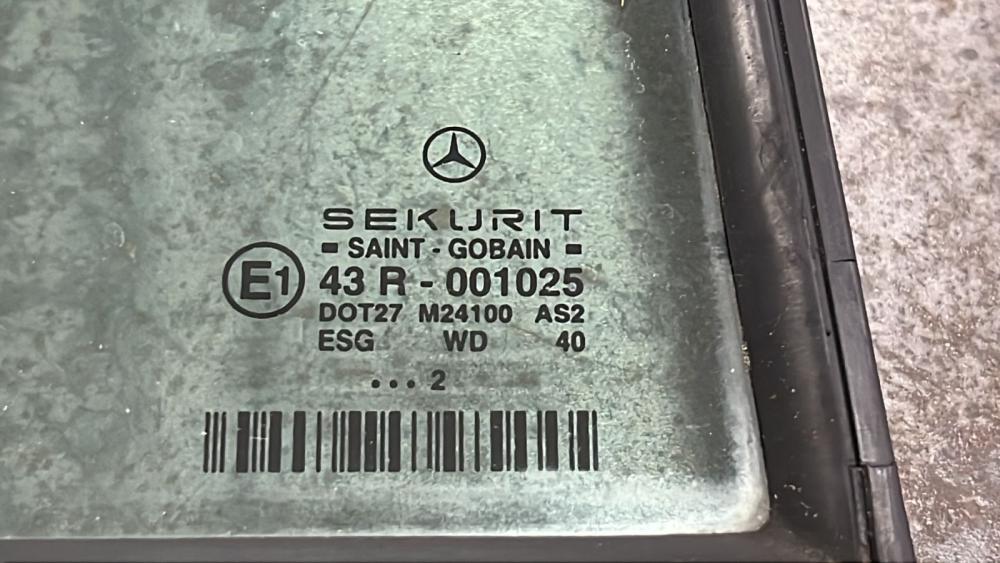 SEKURIT
SAINT - GOBAIN
E1 43 R - 001025
DOT27 M24100 AS2
ESG WD 40
... 2